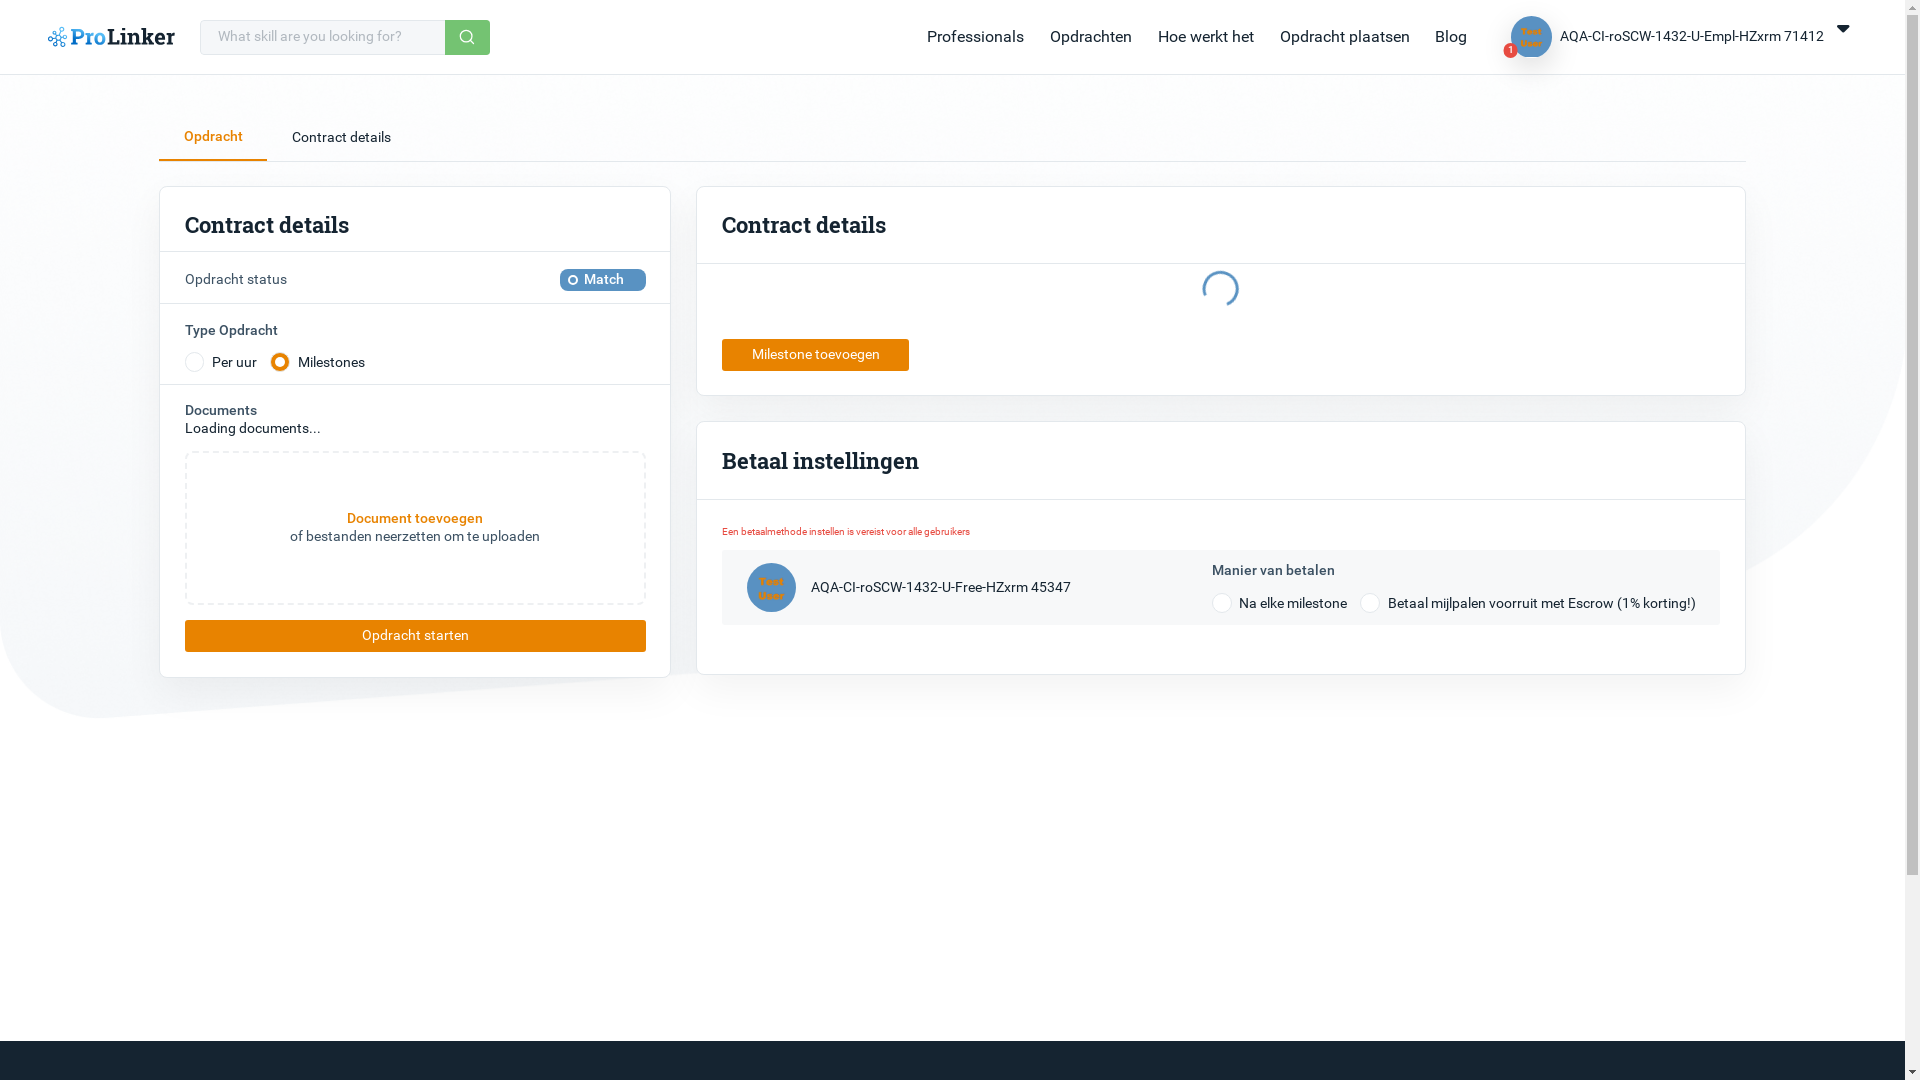 ProLinker
What skill are you looking for?
Professionals
Opdrachten
Hoe werkt het
Opdracht plaatsen
Blog
Test
User
1
AQA-CI-roSCW-1432-U-Empl-HZxrm 71412
Opdracht
Contract details
Contract details
Opdracht status
Match
Type Opdracht
Per uur
Milestones
Documents
Loading documents...
Document toevoegen
of bestanden neerzetten om te uploaden
Opdracht starten
Contract details
Milestone toevoegen
Betaal instellingen
Een betaalmethode instellen is vereist voor alle gebruikers
Test
User
AQA-CI-roSCW-1432-U-Free-HZxrm 45347
Manier van betalen
Na elke milestone
Betaal mijlpalen voorruit met Escrow (1% korting!)